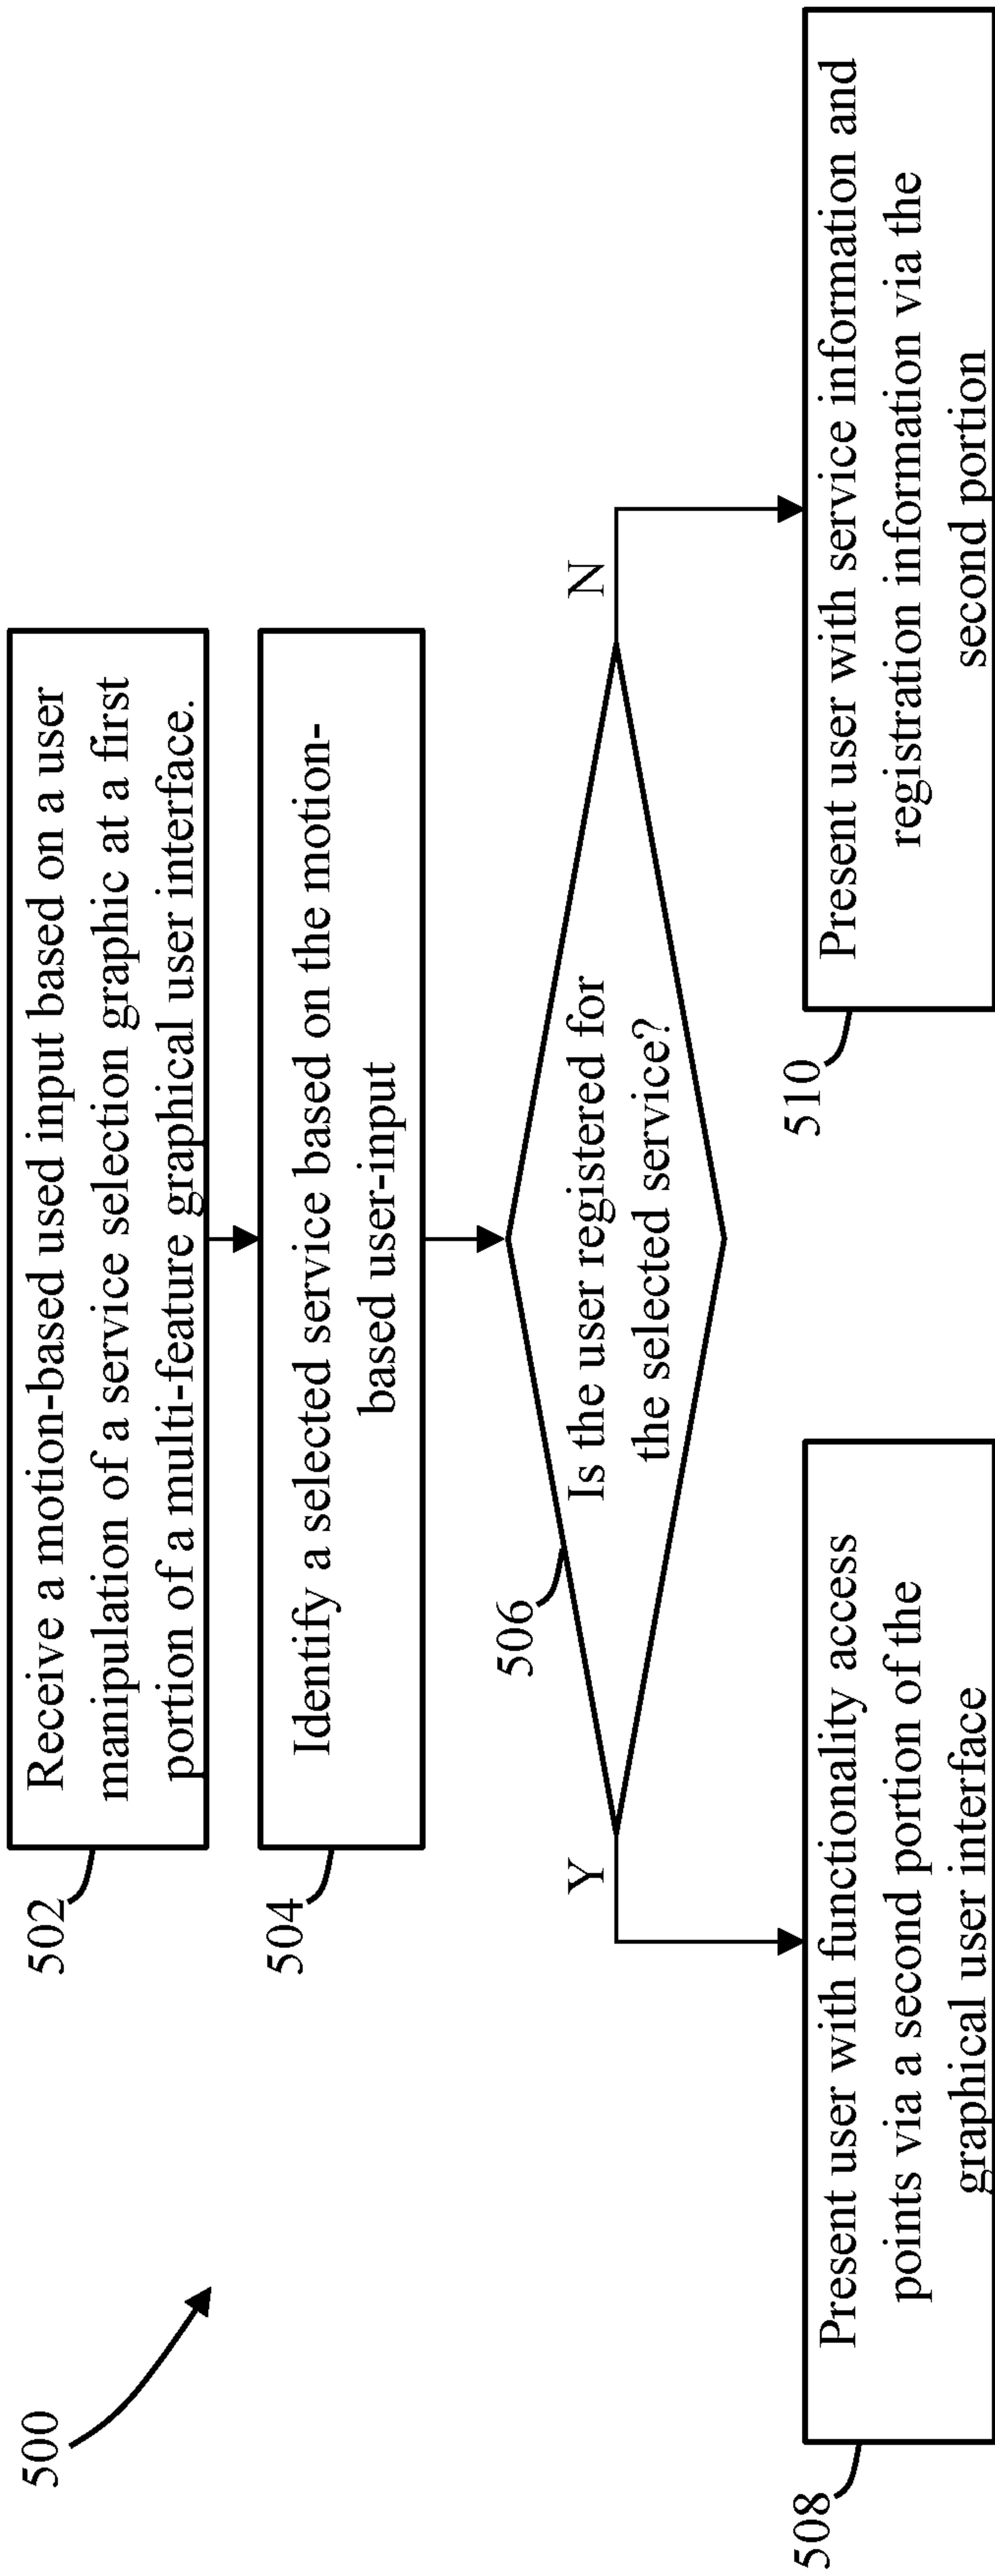 500
502
Receive a motion-based used input based on a user
manipulation of a service selection graphic at a first
portion of a multi-feature graphical user interface.
504
Identify a selected service based on the motion-
based user-input
506
Is the user registered for
the selected service?
Y
N
508
Present user with functionality access
points via a second portion of the
graphical user interface
510
Present user with service information and
registration information via the
second portion